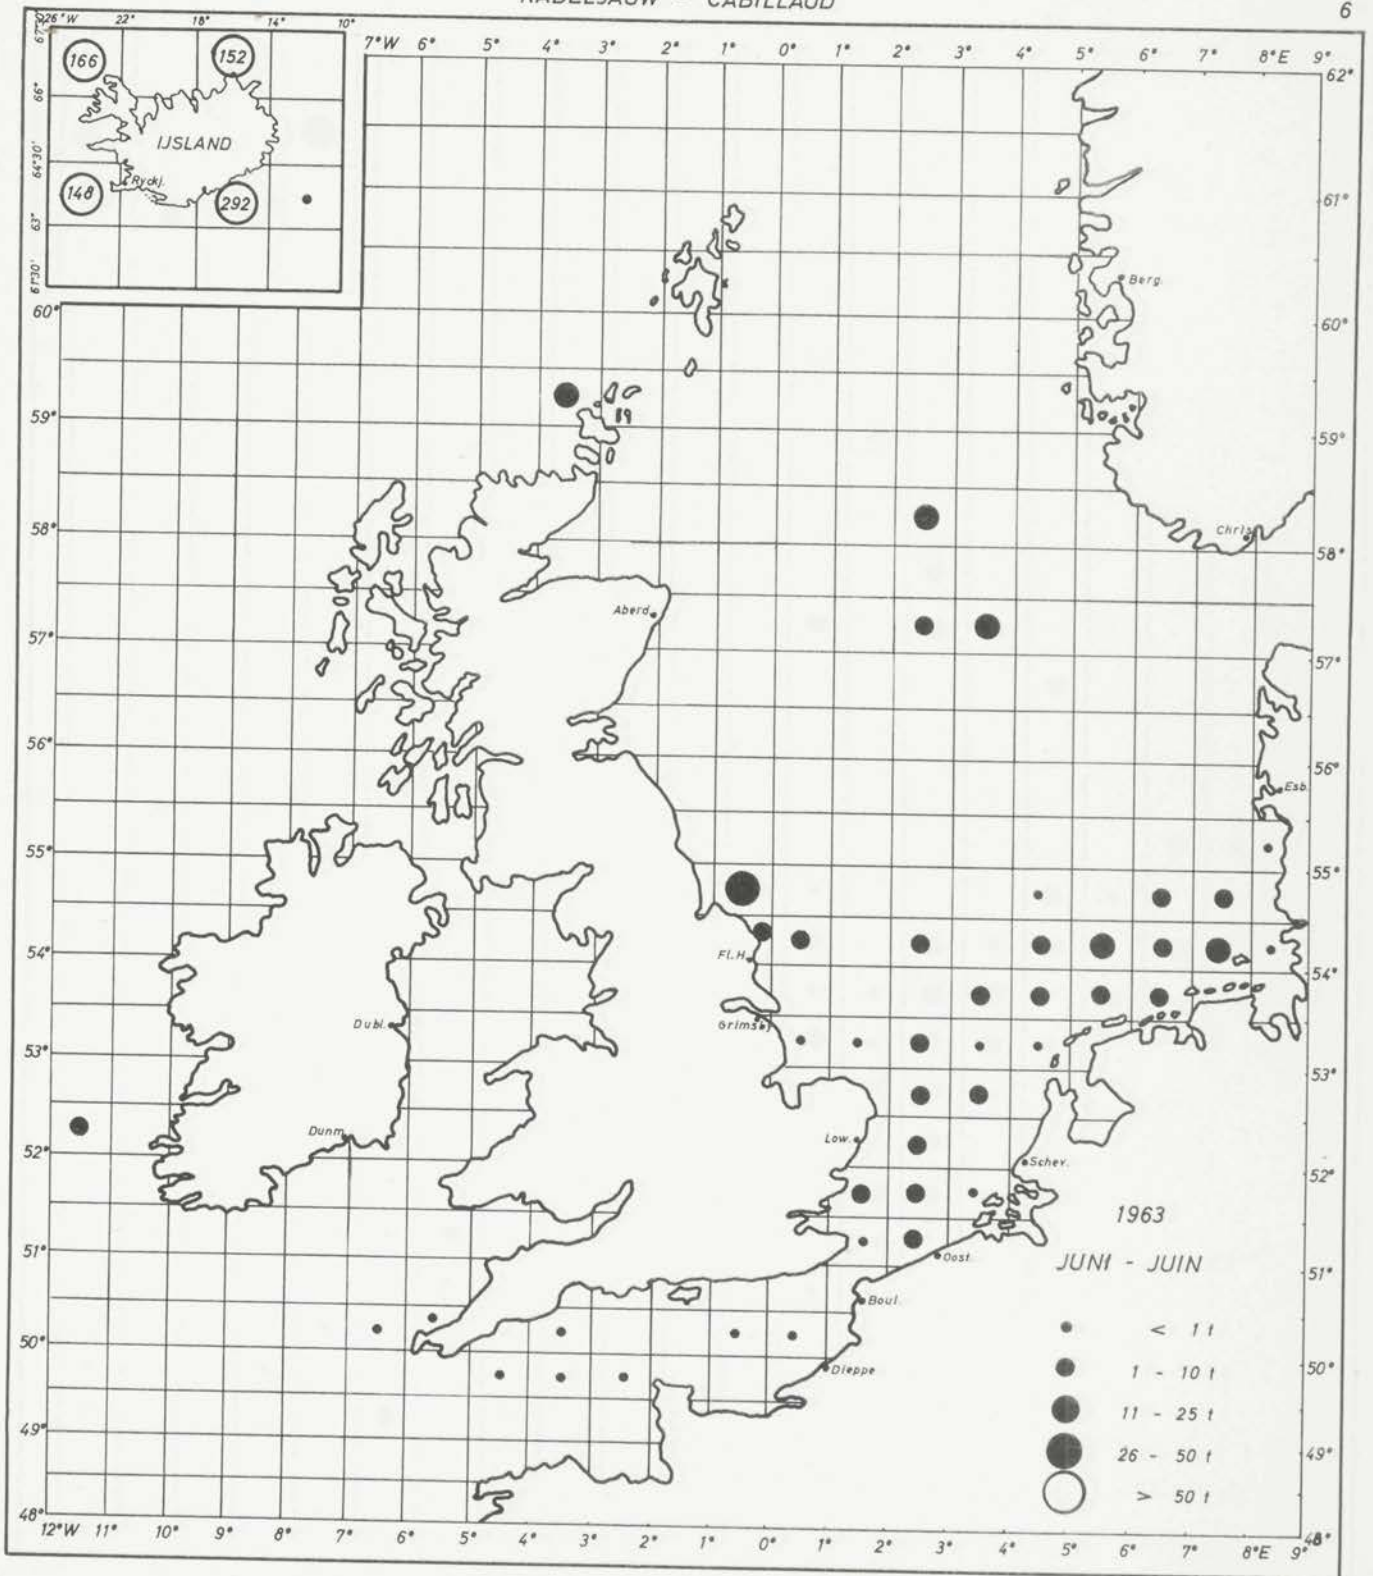 KABELJAUW - CABILLAUD
6
26°W 22° 18° 14° 10°
67°30'
66°
64°30'
63°
61°30'
166
152
IJSLAND
Ryckj.
148
292
7°W 6° 5° 4° 3° 2° 1° 0° 1° 2° 3° 4° 5° 6° 7° 8°E 9°
62°
61°
60°
59°
58°
57°
56°
55°
54°
53°
52°
51°
50°
49°
48°
60°
59°
58°
57°
56°
55°
54°
53°
52°
51°
50°
49°
48°
Berg.
Chris.
Aberd.
Esb.
Fl.H.
Dubl.
Grimsby
Dunm.
Low.
Schev.
Oost.
Boul.
Dieppe
1963
JUNI - JUIN
< 1 t
1 - 10 t
11 - 25 t
26 - 50 t
> 50 t
12°W 11° 10° 9° 8° 7° 6° 5° 4° 3° 2° 1° 0° 1° 2° 3° 4° 5° 6° 7° 8°E 9°